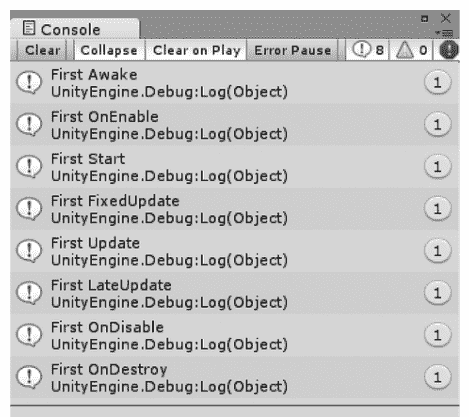 Console
Clear Collapse Clear on Play Error Pause 8 0
First Awake
UnityEngine.Debug:Log(Object)
1
First OnEnable
UnityEngine.Debug:Log(Object)
1
First Start
UnityEngine.Debug:Log(Object)
1
First FixedUpdate
UnityEngine.Debug:Log(Object)
1
First Update
UnityEngine.Debug:Log(Object)
1
First LateUpdate
UnityEngine.Debug:Log(Object)
1
First OnDisable
UnityEngine.Debug:Log(Object)
1
First OnDestroy
UnityEngine.Debug:Log(Object)
1